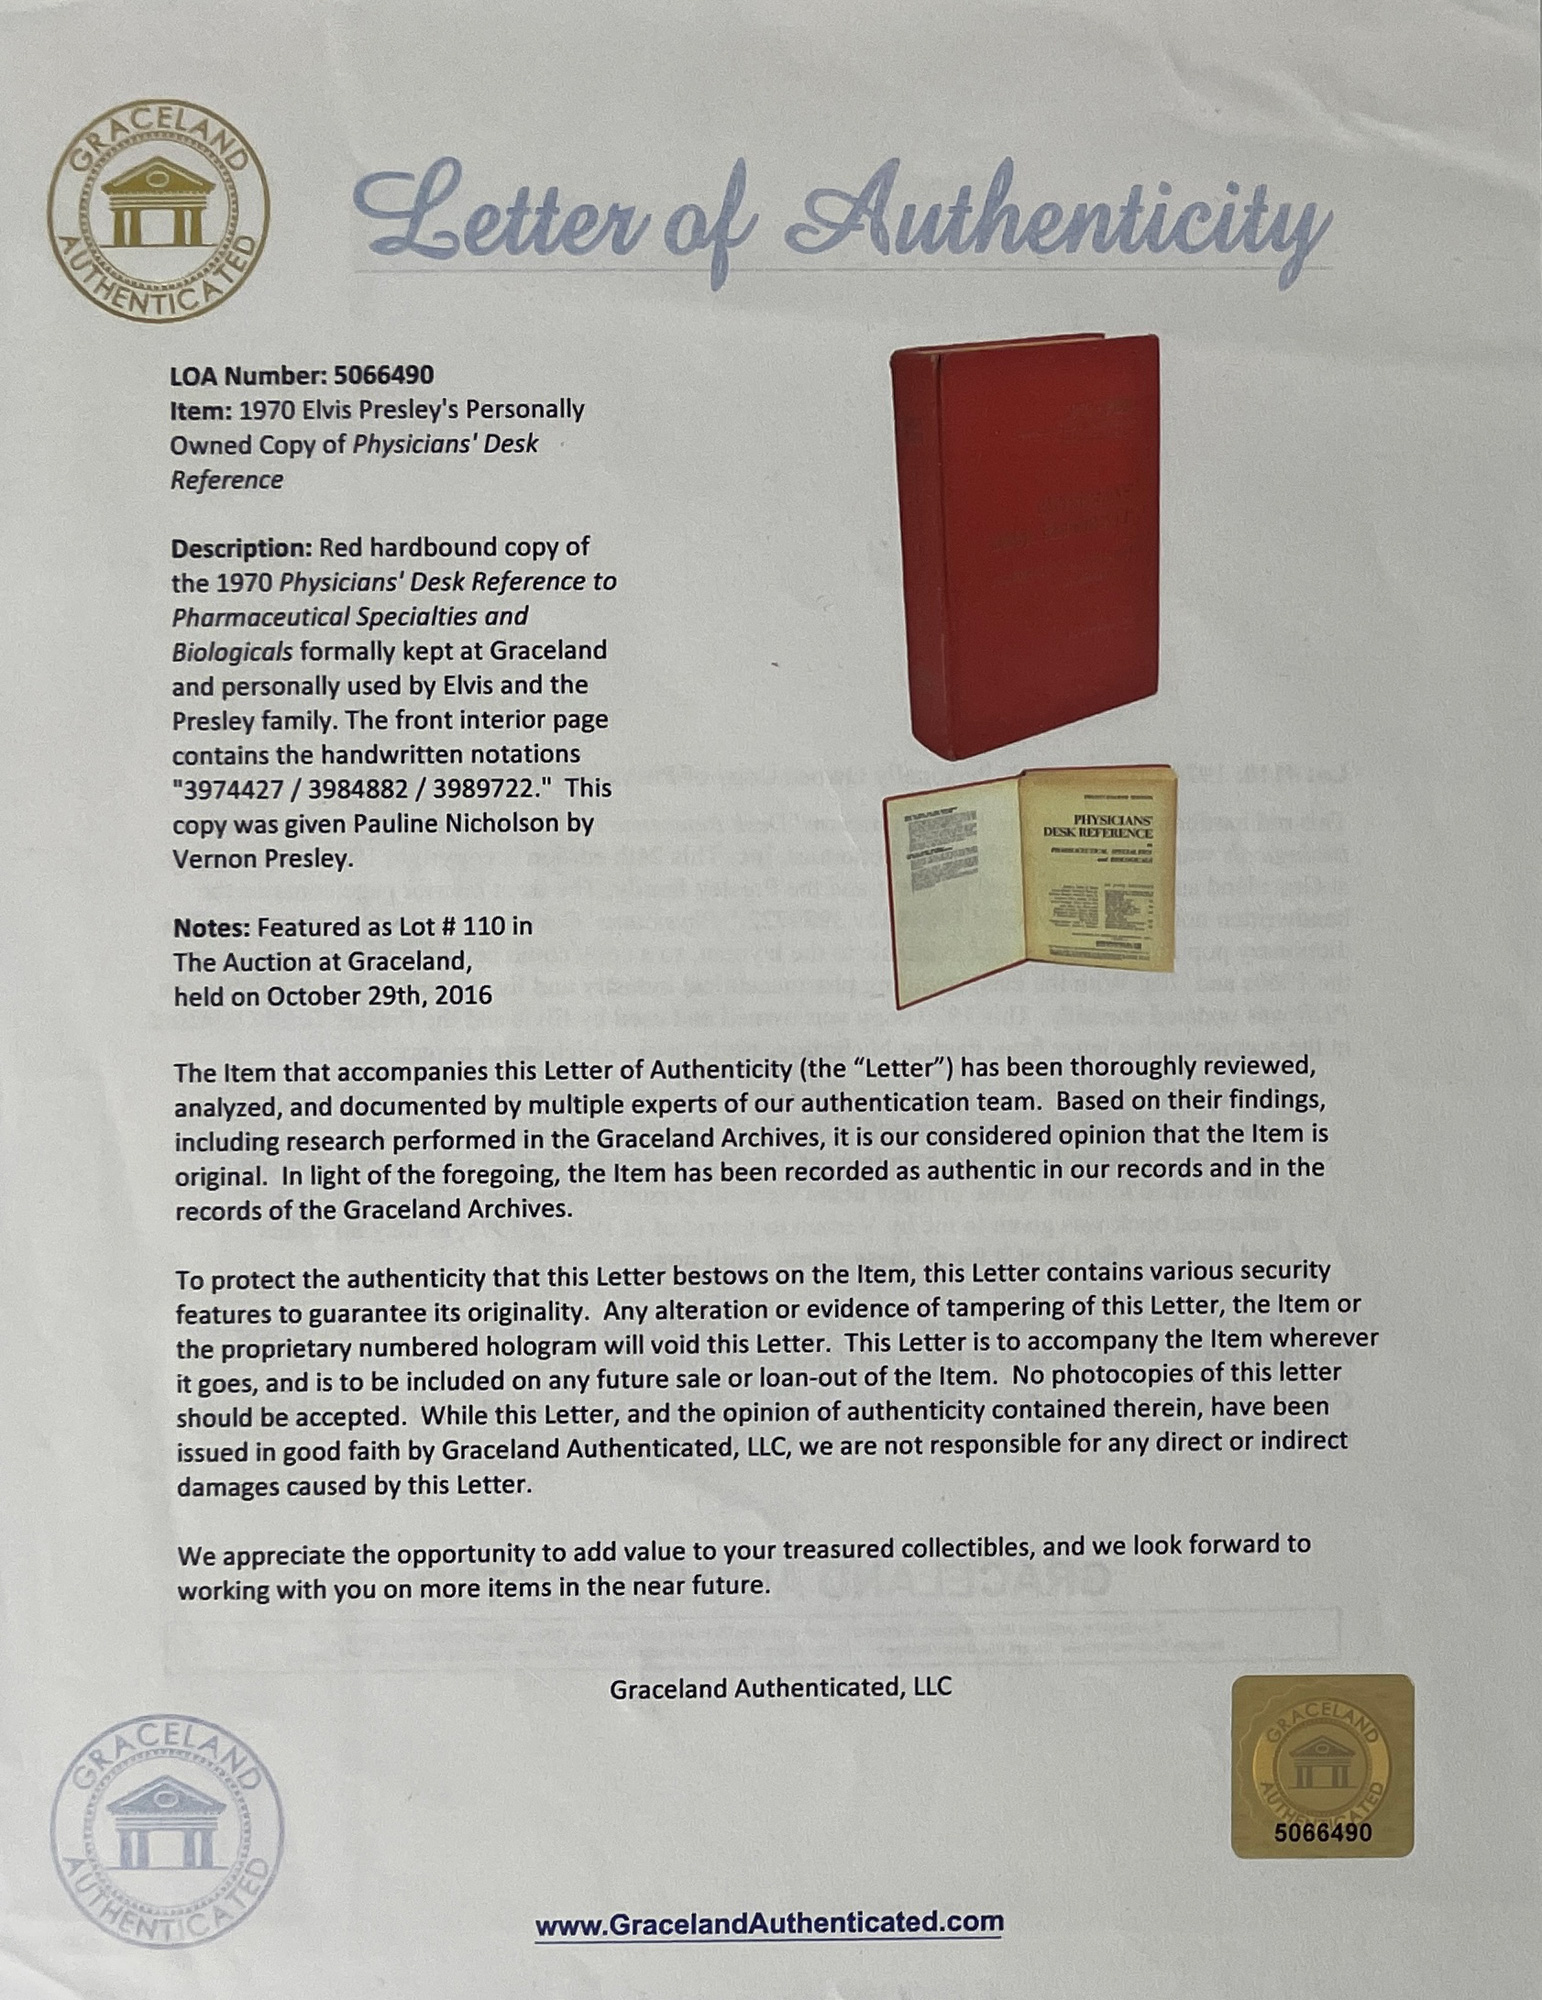 GRACELAND
AUTHENTICATED
Letter of Authenticity
LOA Number: 5066490
Item: 1970 Elvis Presley's Personally
Owned Copy of Physicians' Desk
Reference
Description: Red hardbound copy of
the 1970 Physicians' Desk Reference to
Pharmaceutical Specialties and
Biologicals formally kept at Graceland
and personally used by Elvis and the
Presley family. The front interior page
contains the handwritten notations
"3974427 / 3984882 / 3989722." This
copy was given Pauline Nicholson by
Vernon Presley.
Notes: Featured as Lot # 110 in
The Auction at Graceland,
held on October 29th, 2016
PHYSICIANS'
DESK REFERENCE
The Item that accompanies this Letter of Authenticity (the “Letter”) has been thoroughly reviewed,
analyzed, and documented by multiple experts of our authentication team. Based on their findings,
including research performed in the Graceland Archives, it is our considered opinion that the Item is
original. In light of the foregoing, the Item has been recorded as authentic in our records and in the
records of the Graceland Archives.
To protect the authenticity that this Letter bestows on the Item, this Letter contains various security
features to guarantee its originality. Any alteration or evidence of tampering of this Letter, the Item or
the proprietary numbered hologram will void this Letter. This Letter is to accompany the Item wherever
it goes, and is to be included on any future sale or loan-out of the Item. No photocopies of this letter
should be accepted. While this Letter, and the opinion of authenticity contained therein, have been
issued in good faith by Graceland Authenticated, LLC, we are not responsible for any direct or indirect
damages caused by this Letter.
We appreciate the opportunity to add value to your treasured collectibles, and we look forward to
working with you on more items in the near future.
Graceland Authenticated, LLC
GRACELAND
AUTHENTICATED
GRACELAND
AUTHENTICATED
5066490
www.GracelandAuthenticated.com